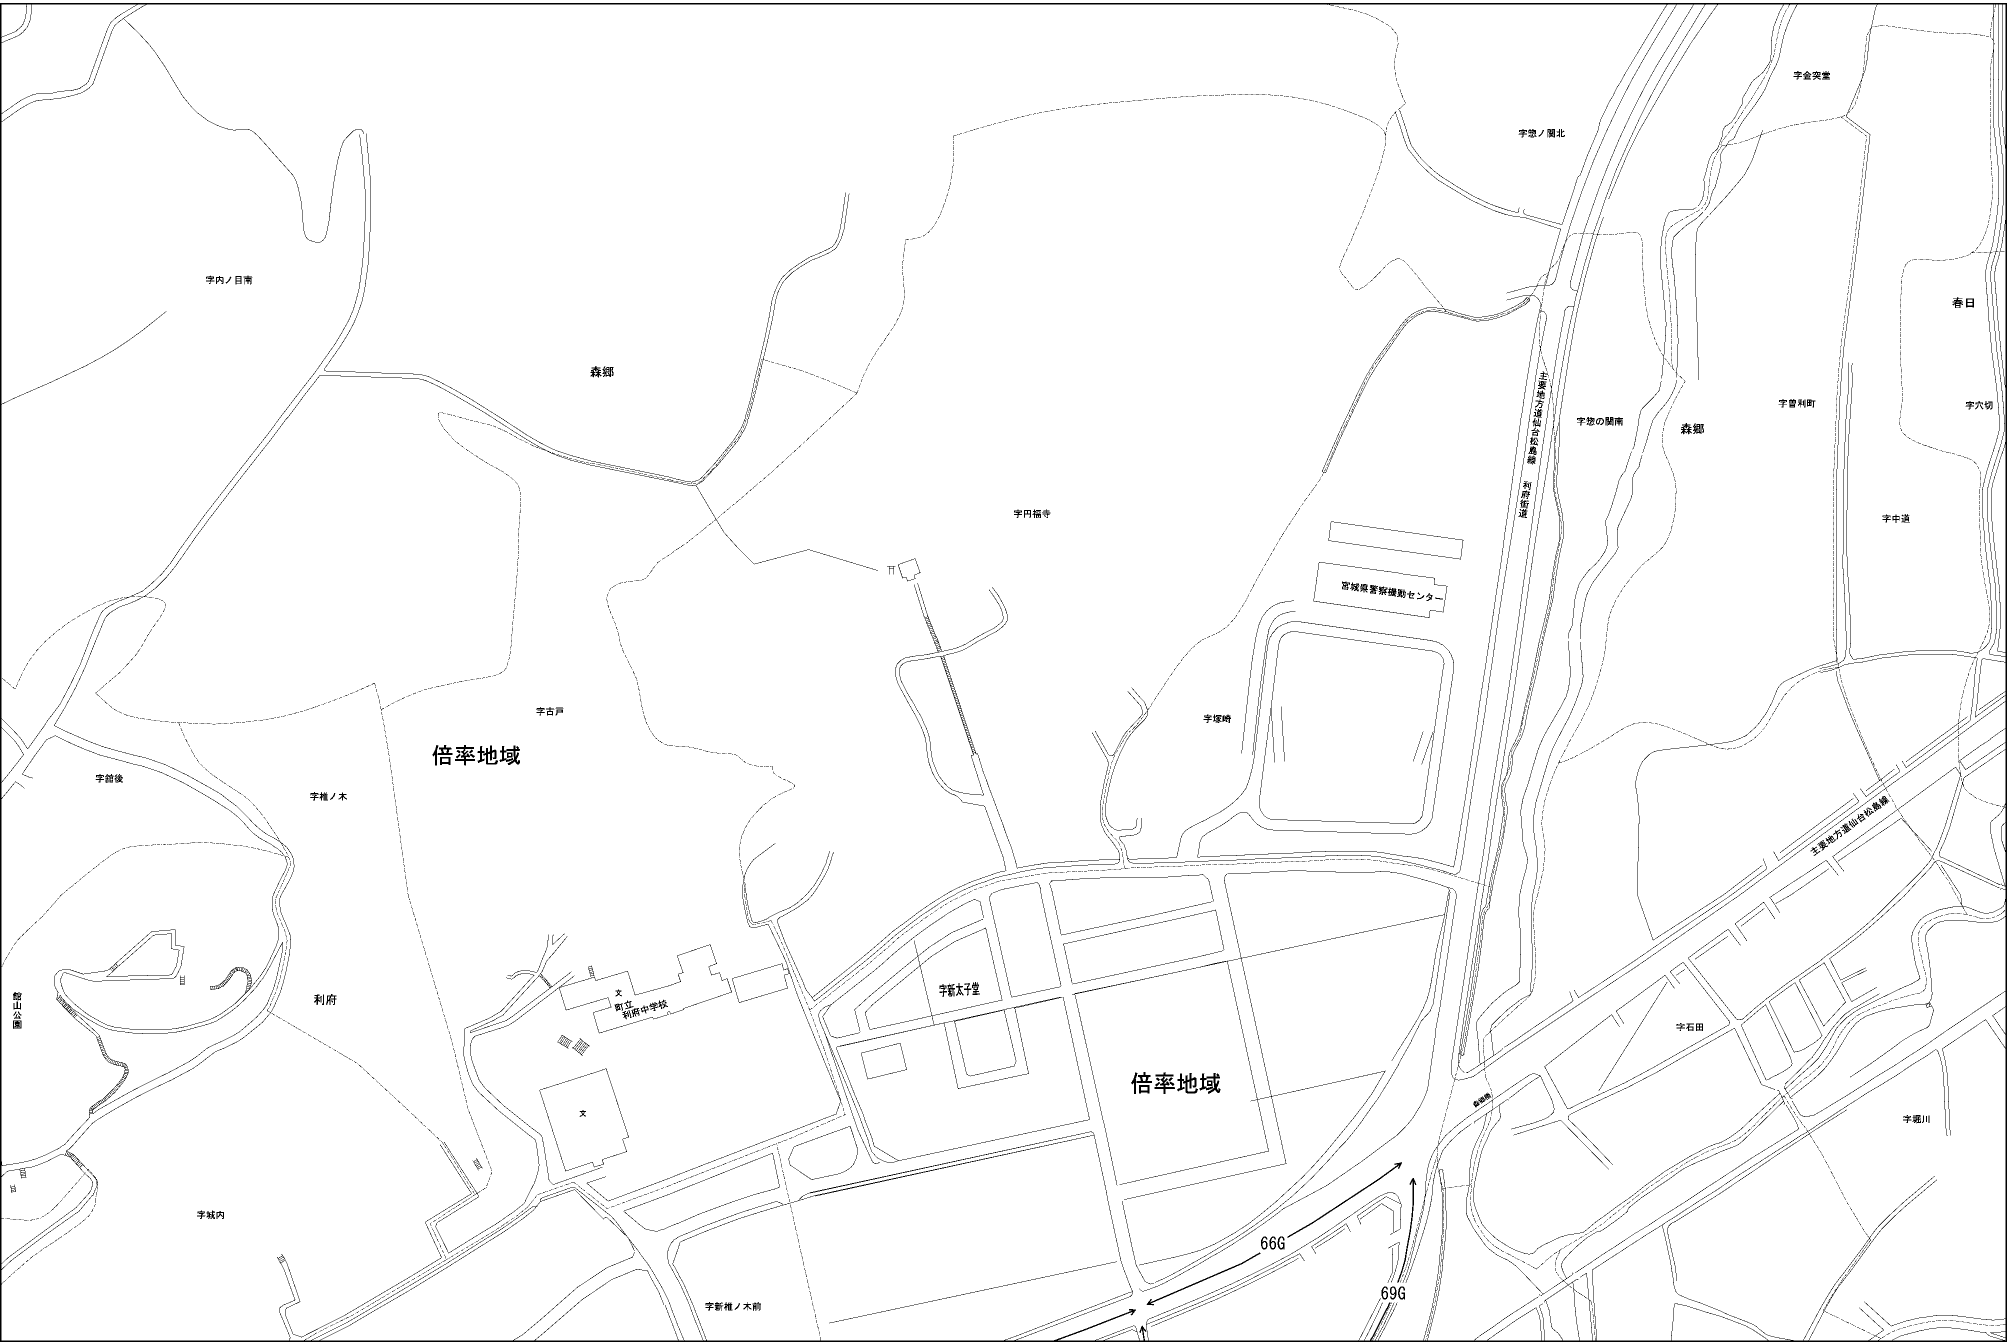 字金突堂
字惣ノ関北
字内ノ目南
春日
森郷
字曽利町
字穴切
主要地方道仙台松島線
利府街道
字惣の関南
森郷
字円福寺
字中道
宮城県警察機動センター
字古戸
字塚崎
倍率地域
字舘後
字椎ノ木
主要地方道仙台松島線
館山公園
利府
文
町立
利府中学校
字新太子堂
字石田
倍率地域
文
字堀川
字城内
66G
69G
字新椎ノ木前